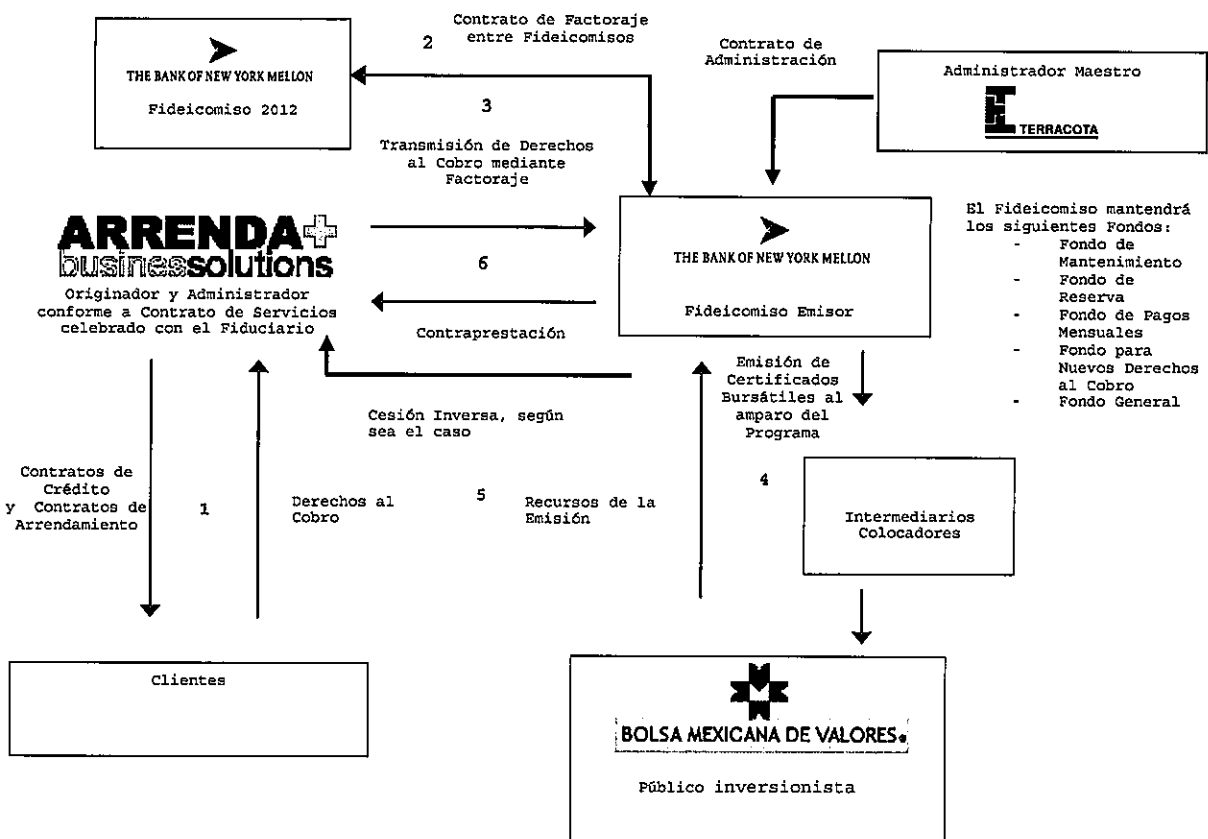 Contrato de Factoraje
entre Fideicomisos
2
THE BANK OF NEW YORK MELLON
Fideicomiso 2012
3
Transmisión de Derechos
al Cobro mediante
Factoraje
Contrato de
Administración
Administrador Maestro
TERRACOTA
ARRENDA+
businessolutions
Originador y Administrador
conforme a Contrato de Servicios
celebrado con el Fiduciario
6
Contraprestación
THE BANK OF NEW YORK MELLON
Fideicomiso Emisor
El Fideicomiso mantendrá
los siguientes Fondos:
- Fondo de
Mantenimiento
- Fondo de
Reserva
- Fondo de Pagos
Mensuales
- Fondo para
Nuevos Derechos
al Cobro
- Fondo General
Cesión Inversa, según
sea el caso
Emisión de
Certificados
Bursátiles al
amparo del
Programa
4
Contratos de
Crédito
y Contratos de
Arrendamiento
1
Derechos al
Cobro
5
Recursos de la
Emisión
Intermediarios
Colocadores
Clientes
BOLSA MEXICANA DE VALORES
Público inversionista